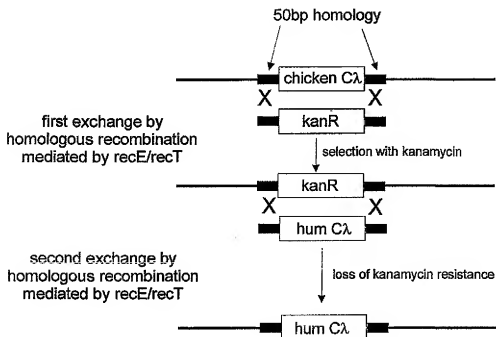 50bp homology
chicken Cλ
X X
first exchange by
homologous recombination
mediated by recE/recT
kanR
selection with kanamycin
kanR
X X
hum Cλ
second exchange by
homologous recombination
mediated by recE/recT
loss of kanamycin resistance
hum Cλ